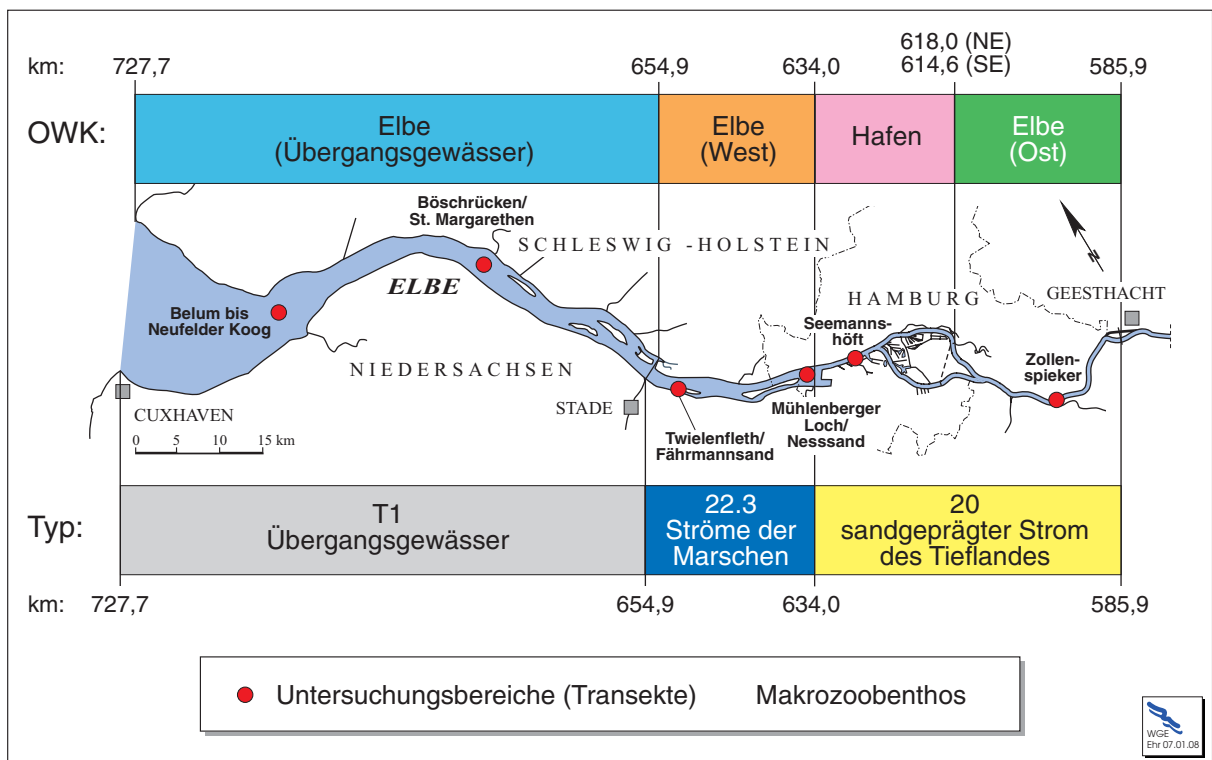 618,0 (NE)
km: 727,7 654,9 634,0 614,6 (SE) 585,9
OWK:
Elbe
(Übergangsgewässer)
Elbe
(West)
Hafen
Elbe
(Ost)
Böschrücken/
St. Margarethen
SCHLESWIG -HOLSTEIN
N
ELBE
HAMBURG
GEESTHACHT
Belum bis
Neufelder Koog
Seemanns-
höft
Zollen-
spieker
NIEDERSACHSEN
CUXHAVEN
STADE
0 5 10 15 km
Twielenfleth/
Fährmannsand
Mühlenberger
Loch/
Nesssand
Typ:
T1
Übergangsgewässer
22.3
Ströme der
Marschen
20
sandgeprägter Strom
des Tieflandes
km: 727,7 654,9 634,0 585,9
Untersuchungsbereiche (Transekte) Makrozoobenthos
WGE
Ehr 07.01.08